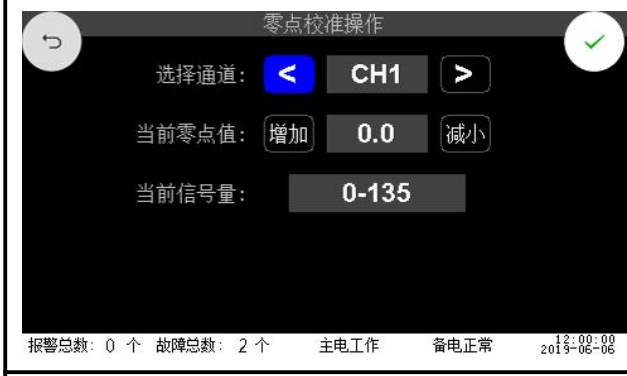 零点校准操作
选择通道: < CH1 >
当前零点值: 增加 0.0 减小
当前信号量: 0-135
报警总数: 0 个 故障总数: 2 个 主电工作 备电正常 12:00:00
2019-06-06